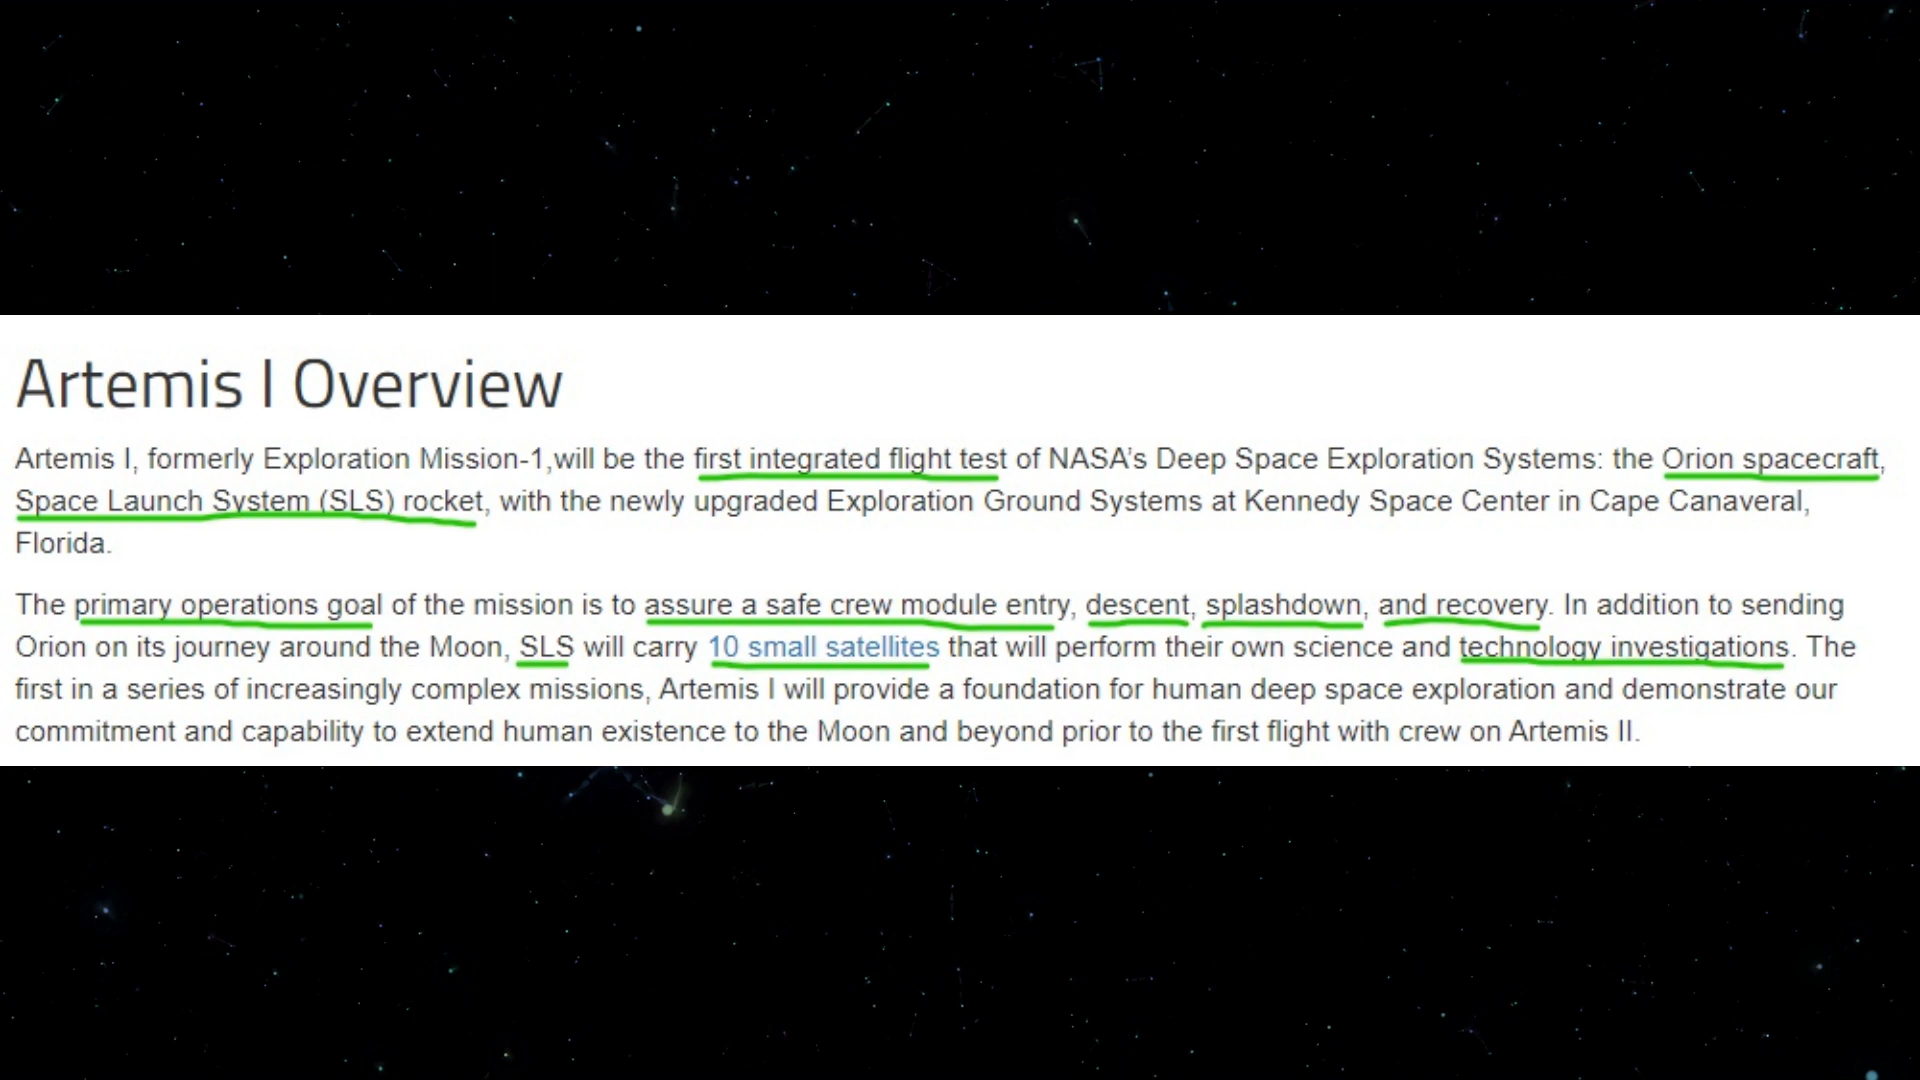 Artemis I Overview
Artemis I, formerly Exploration Mission-1,will be the first integrated flight test of NASA's Deep Space Exploration Systems: the Orion spacecraft,
Space Launch System (SLS) rocket, with the newly upgraded Exploration Ground Systems at Kennedy Space Center in Cape Canaveral,
Florida.
The primary operations goal of the mission is to assure a safe crew module entry, descent, splashdown, and recovery. In addition to sending
Orion on its journey around the Moon, SLS will carry 10 small satellites that will perform their own science and technology investigations. The
first in a series of increasingly complex missions, Artemis I will provide a foundation for human deep space exploration and demonstrate our
commitment and capability to extend human existence to the Moon and beyond prior to the first flight with crew on Artemis II.